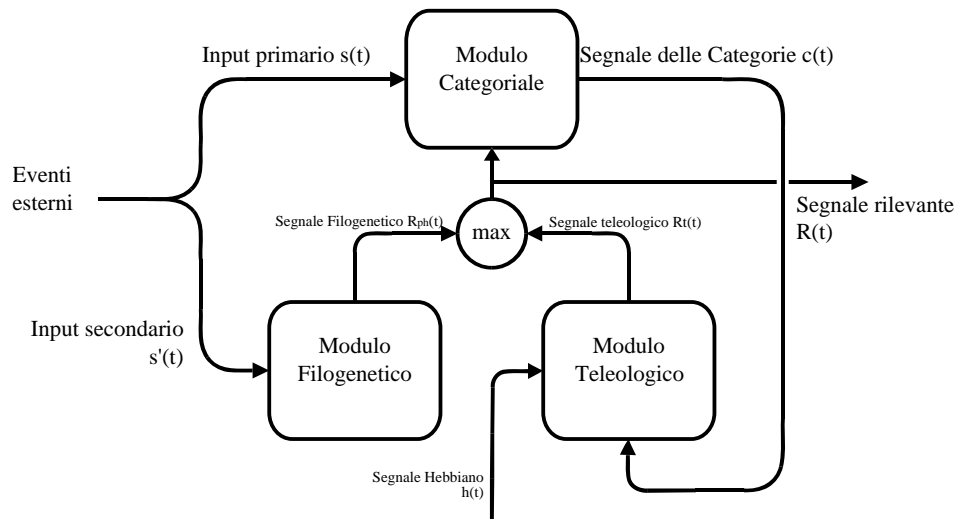 Input primario s(t)
Modulo
Categoriale
Segnale delle Categorie c(t)
Eventi
esterni
Segnale Filogenetico Rph(t)
max
Segnale teleologico Rt(t)
Segnale rilevante
R(t)
Input secondario
s'(t)
Modulo
Filogenetico
Modulo
Teleologico
Segnale Hebbiano
h(t)